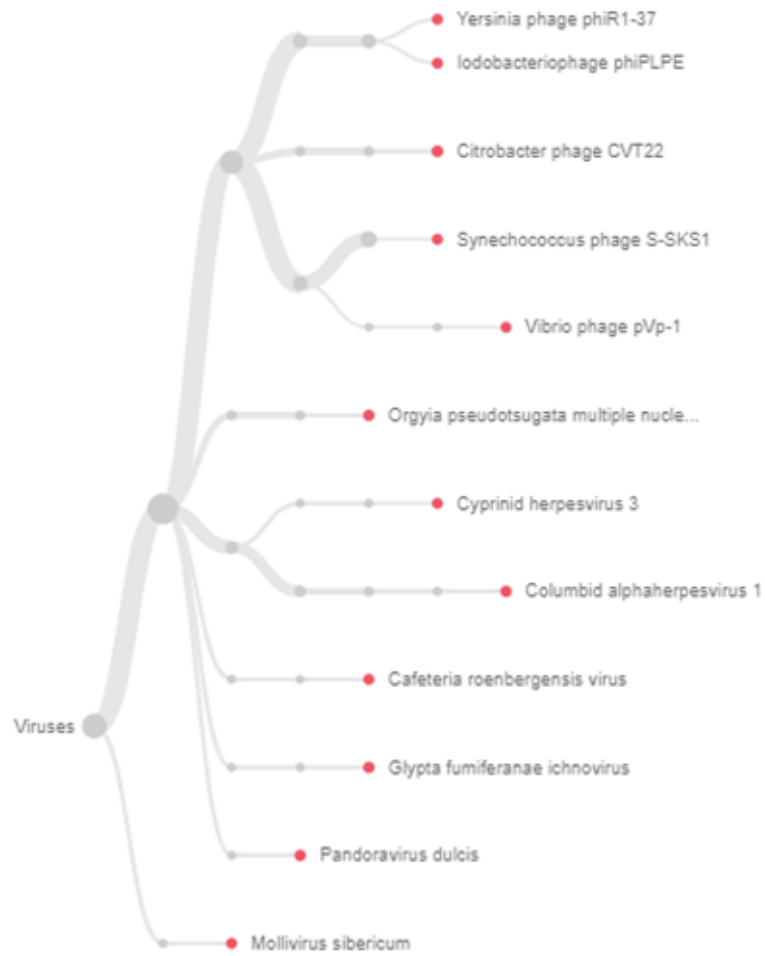 Yersinia phage phiR1-37
Iodobacteriophage phiPLPE
Citrobacter phage CVT22
Synechococcus phage S-SKS1
Vibrio phage pVp-1
Orgyia pseudotsugata multiple nucle...
Cyprinid herpesvirus 3
Columbid alphaherpesvirus 1
Cafeteria roenbergensis virus
Viruses
Glypta fumiferanae ichnovirus
Pandoravirus dulcis
Mollivirus sibericum